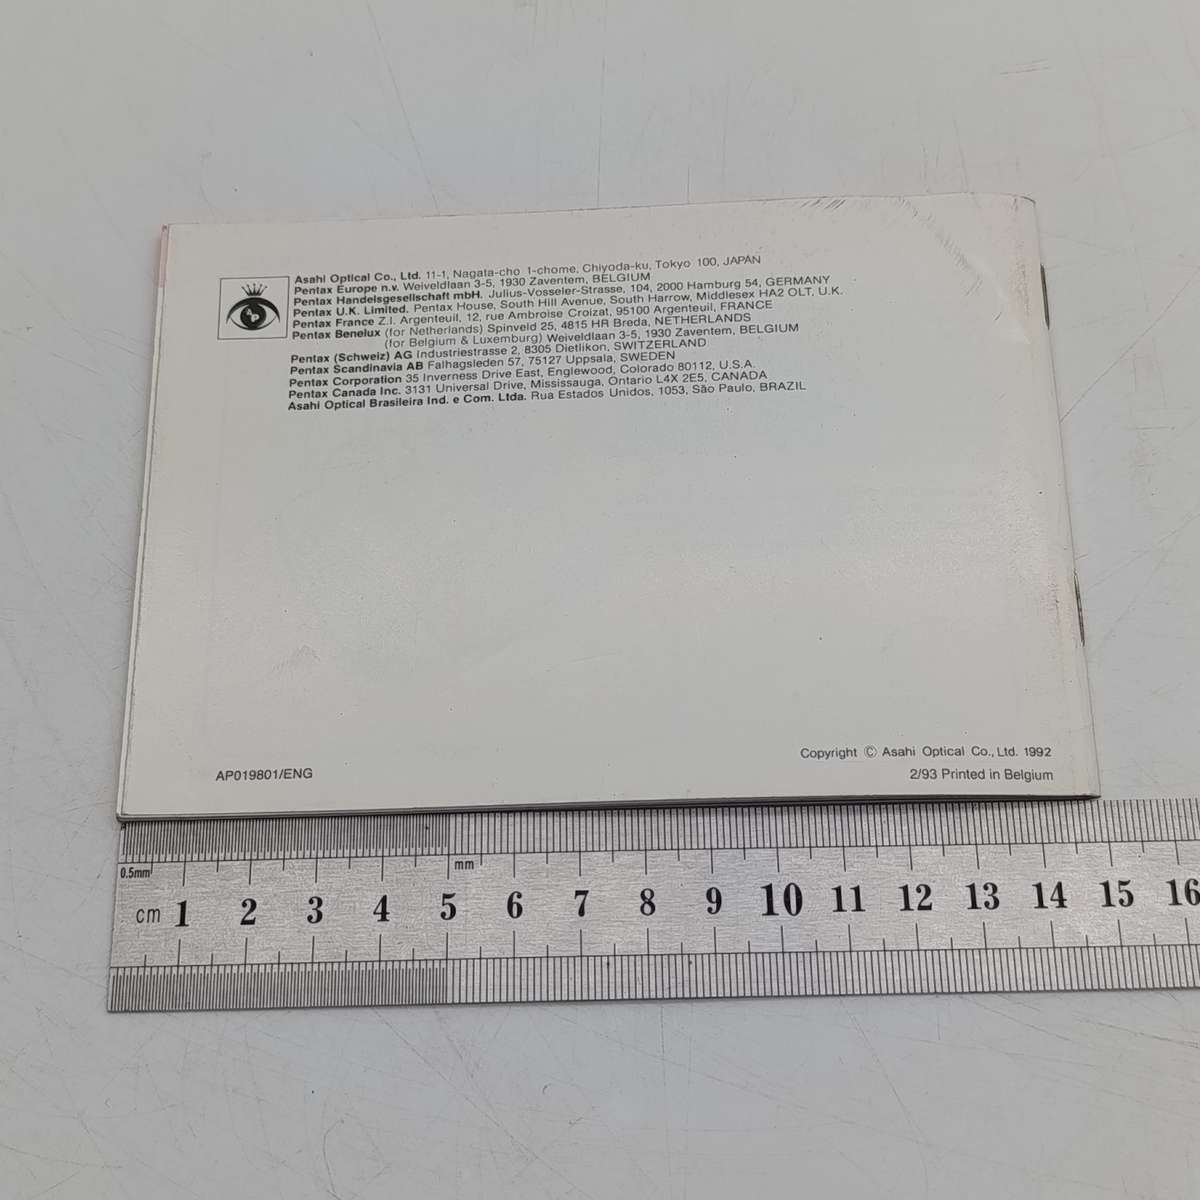 AP
Asahi Optical Co., Ltd. 11-1, Nagata-cho 1-chome. Chiyoda-ku, Tokyo 100, JAPAN
Pentax Europe n.v. Weiveldlaan 3-5, 1930 Zaventem, BELGIUM
Pentax Handelsgesellschaft mbH. Julius-Vosseler-Strasse, 104, 2000 Hamburg 54, GERMANY
Pentax U.K. Limited. Pentax House, South Hill Avenue, South Harrow, Middlesex HA2 OLT, U.K.
Pentax France Z.I. Argenteuil, 12, rue Ambroise Croizat, 95100 Argenteuil, FRANCE
Pentax Benelux (for Netherlands) Spinveld 25, 4815 HR Breda, NETHERLANDS
(for Belgium & Luxemburg) Weiveldlaan 3-5, 1930 Zaventem, BELGIUM
Pentax (Schweiz) AG Industriestrasse 2, 8305 Dietlikon, SWITZERLAND
Pentax Scandinavia AB Falhagsleden 57, 75127 Uppsala, SWEDEN
Pentax Corporation 35 Inverness Drive East, Englewood, Colorado 80112, U.S.A.
Pentax Canada Inc. 3131 Universal Drive, Mississauga, Ontario L4X 2E5, CANADA
Asahi Optical Brasileira Ind. e Com. Ltda. Rua Estados Unidos, 1053, São Paulo, BRAZIL
Copyright © Asahi Optical Co., Ltd. 1992
AP019801/ENG
2/93 Printed in Belgium
0.5mm mm
cm 1 2 3 4 5 6 7 8 9 10 11 12 13 14 15 16